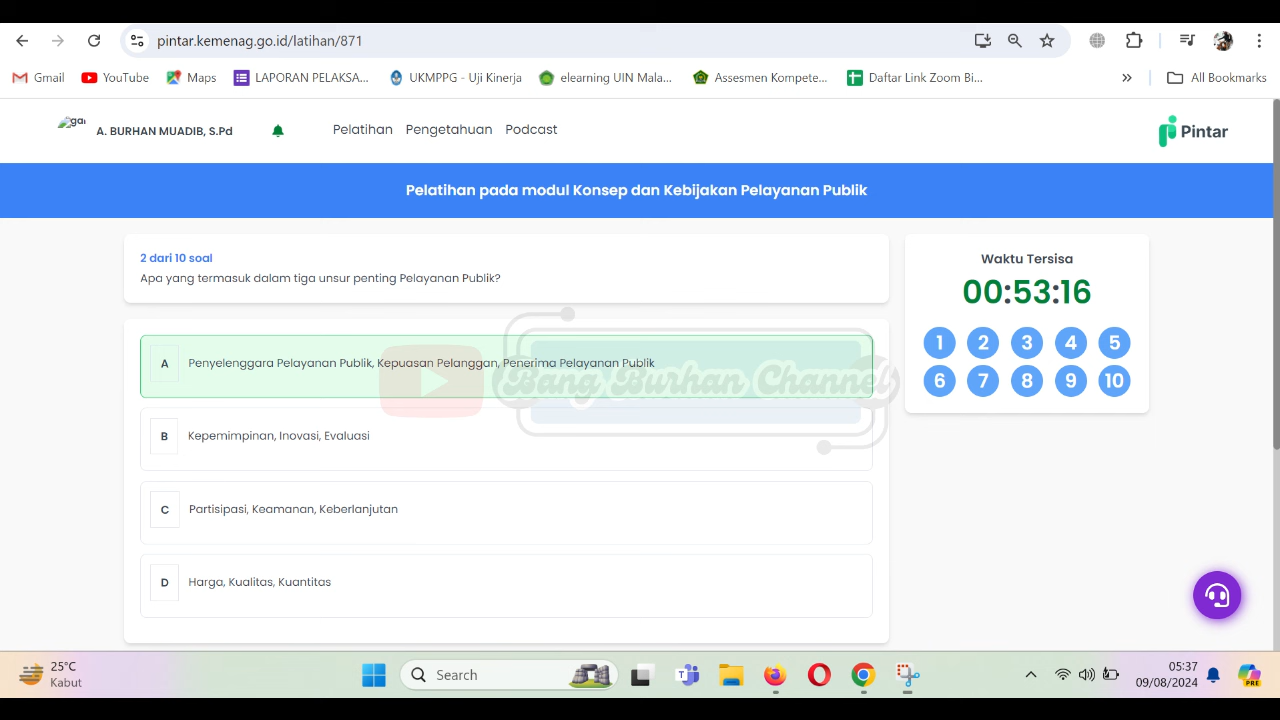 pintar.kemenag.go.id/latihan/871
Gmail YouTube Maps LAPORAN PELAKSA... UKMPPG - Uji Kinerja elearning UIN Mala... Assesmen Kompete... Daftar Link Zoom Bi... » All Bookmarks
gar A. BURHAN MUADIB, S.Pd Pelatihan Pengetahuan Podcast Pintar
Pelatihan pada modul Konsep dan Kebijakan Pelayanan Publik
2 dari 10 soal
Apa yang termasuk dalam tiga unsur penting Pelayanan Publik?
Waktu Tersisa
00:53:16
1 2 3 4 5
6 7 8 9 10
A Penyelenggara Pelayanan Publik, Kepuasan Pelanggan, Penerima Pelayanan Publik
Bang Burhan Channel
B Kepemimpinan, Inovasi, Evaluasi
C Partisipasi, Keamanan, Keberlanjutan
D Harga, Kualitas, Kuantitas
25°C
Kabut
Search
05:37
09/08/2024
PRE